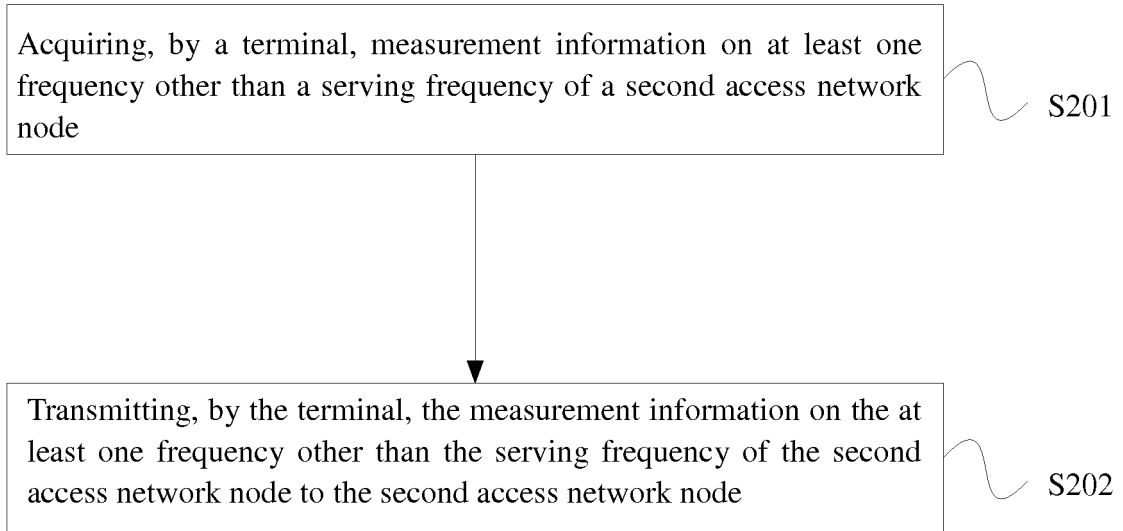 Acquiring, by a terminal, measurement information on at least one
frequency other than a serving frequency of a second access network
node
S201
Transmitting, by the terminal, the measurement information on the at
least one frequency other than the serving frequency of the second
access network node to the second access network node
S202